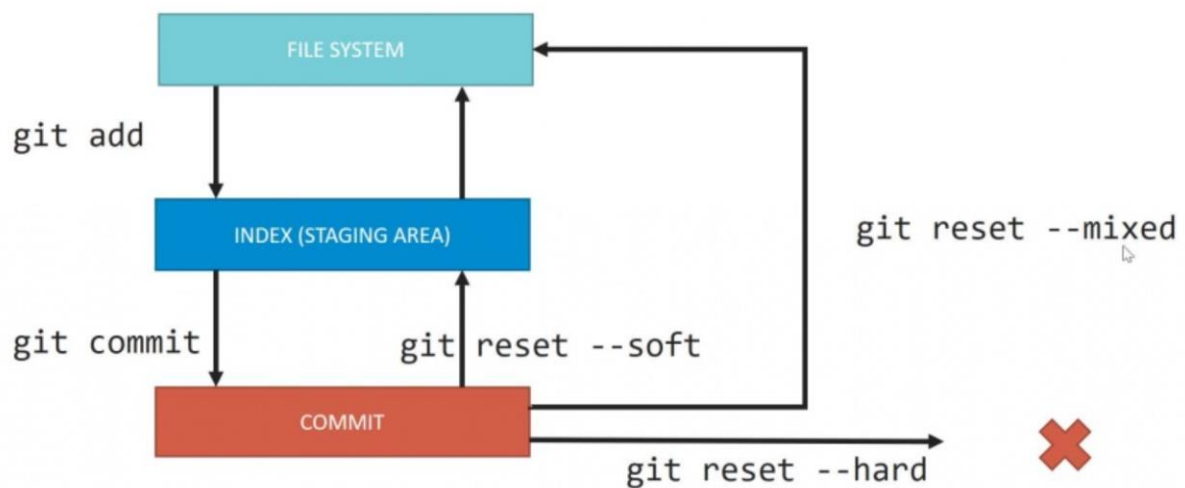 FILE SYSTEM
git add
INDEX (STAGING AREA)
git reset --mixed
git commit
git reset --soft
COMMIT
git reset --hard